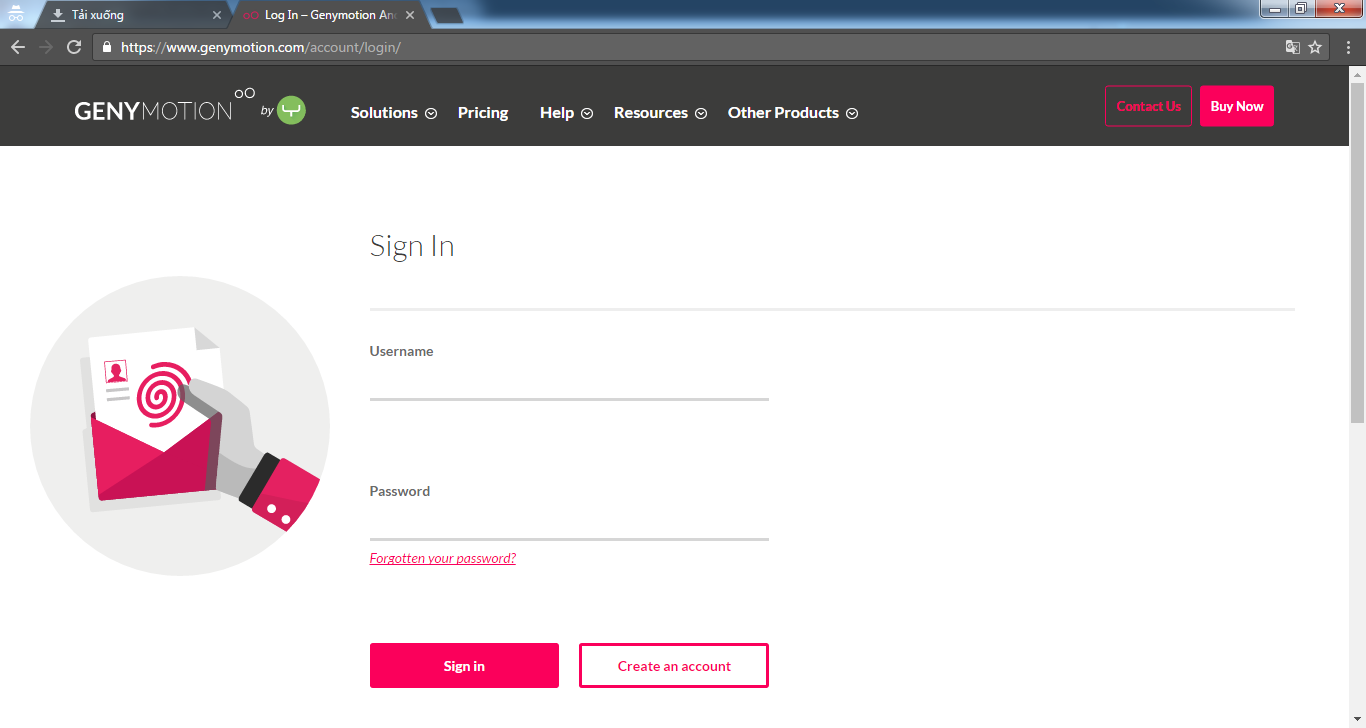 Tải xuống
Log In – Genymotion An
https://www.genymotion.com/account/login/
GENYMOTION by
Solutions
Pricing
Help
Resources
Other Products
Contact Us
Buy Now
Sign In
Username
Password
Forgotten your password?
Sign in
Create an account